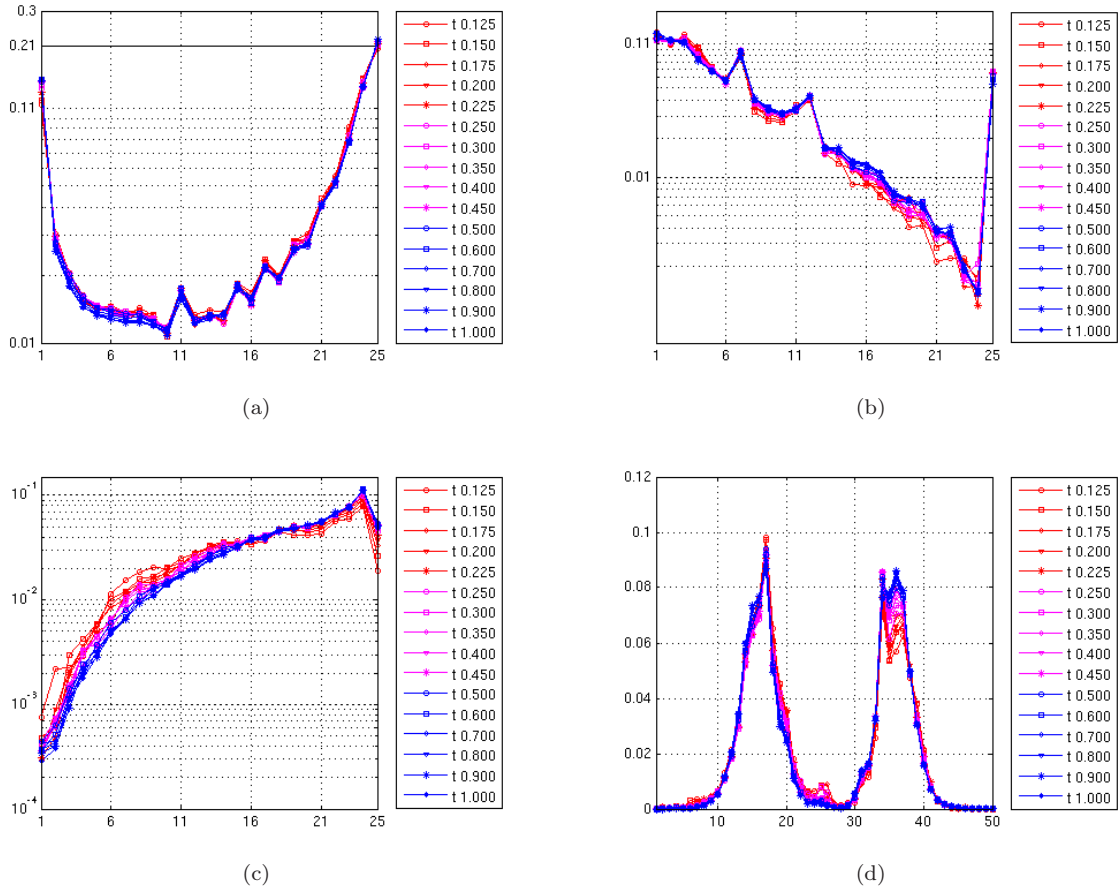 0.3
0.21
0.11
0.01
1 6 11 16 21 25
t 0.125
t 0.150
t 0.175
t 0.200
t 0.225
t 0.250
t 0.300
t 0.350
t 0.400
t 0.450
t 0.500
t 0.600
t 0.700
t 0.800
t 0.900
t 1.000
(a)
0.11
0.01
1 6 11 16 21 25
t 0.125
t 0.150
t 0.175
t 0.200
t 0.225
t 0.250
t 0.300
t 0.350
t 0.400
t 0.450
t 0.500
t 0.600
t 0.700
t 0.800
t 0.900
t 1.000
(b)
10⁻¹
10⁻²
10⁻³
10⁻⁴
1 6 11 16 21 25
t 0.125
t 0.150
t 0.175
t 0.200
t 0.225
t 0.250
t 0.300
t 0.350
t 0.400
t 0.450
t 0.500
t 0.600
t 0.700
t 0.800
t 0.900
t 1.000
(c)
0.12
0.1
0.08
0.06
0.04
0.02
0
10 20 30 40 50
t 0.125
t 0.150
t 0.175
t 0.200
t 0.225
t 0.250
t 0.300
t 0.350
t 0.400
t 0.450
t 0.500
t 0.600
t 0.700
t 0.800
t 0.900
t 1.000
(d)